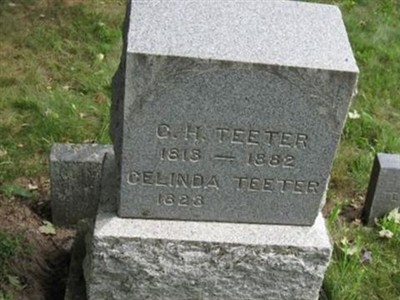 C. H. TEETER
1813 — 1882
CELINDA TEETER
1823